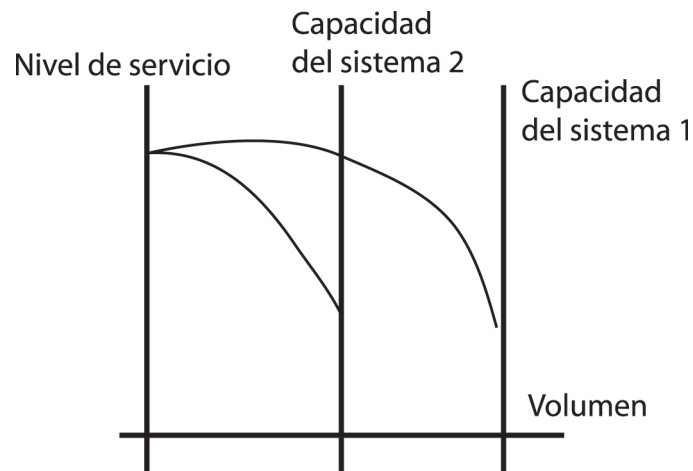 Nivel de servicio
Capacidad
del sistema 2
Capacidad
del sistema 1
Volumen